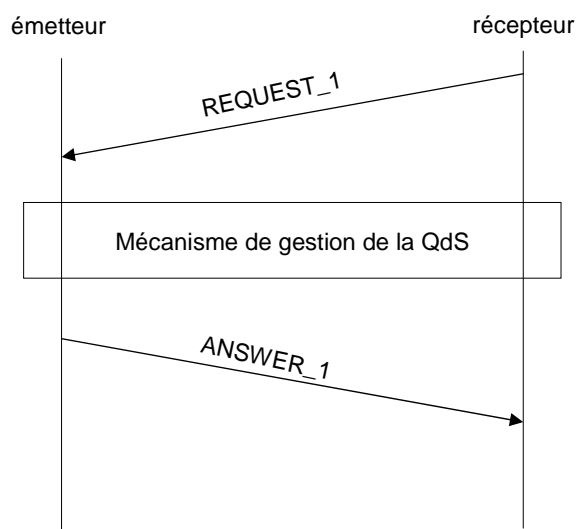 émetteur
récepteur
REQUEST_1
Mécanisme de gestion de la QdS
ANSWER_1